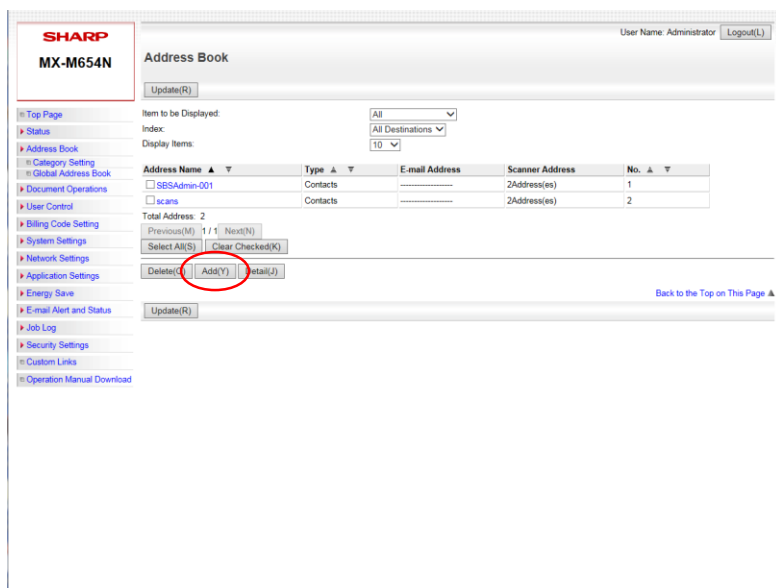 User Name: Administrator Logout(L)
SHARP
MX-M654N
Address Book
Update(R)
Top Page
Status
Address Book
Category Setting
Global Address Book
Document Operations
User Control
Billing Code Setting
System Settings
Network Settings
Application Settings
Energy Save
E-mail Alert and Status
Job Log
Security Settings
Custom Links
Operation Manual Download
Item to be Displayed: All
Index: All Destinations
Display Items: 10
Address Name ▲ ▼ Type ▲ ▼ E-mail Address Scanner Address No. ▲ ▼
SBSAdmin-001 Contacts ------------------- 2Address(es) 1
scans Contacts ------------------- 2Address(es) 2
Total Address: 2
Previous(M) 1 / 1 Next(N)
Select All(S) Clear Checked(K)
Add(Y) Detail(J)
Back to the Top on This Page ▲
Update(R)